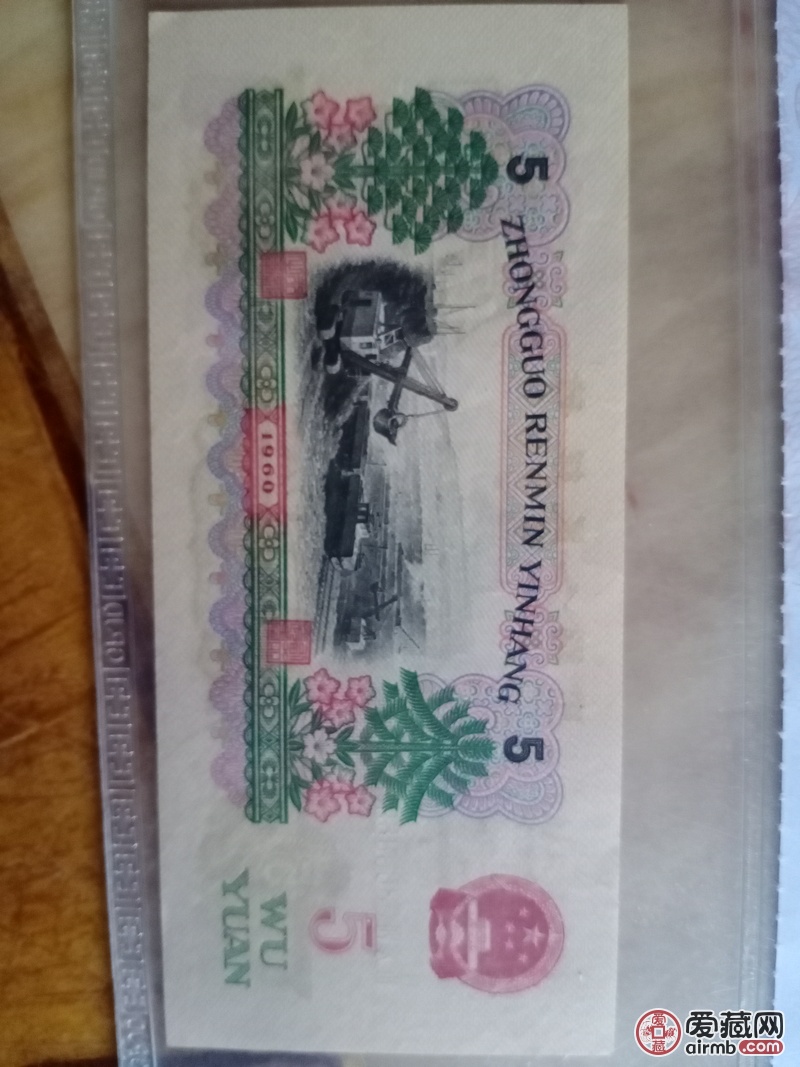 5 ZHONGGUO RENMIN YINHANG 5
1960
5
WU
YUAN
爱藏网
airmb.com